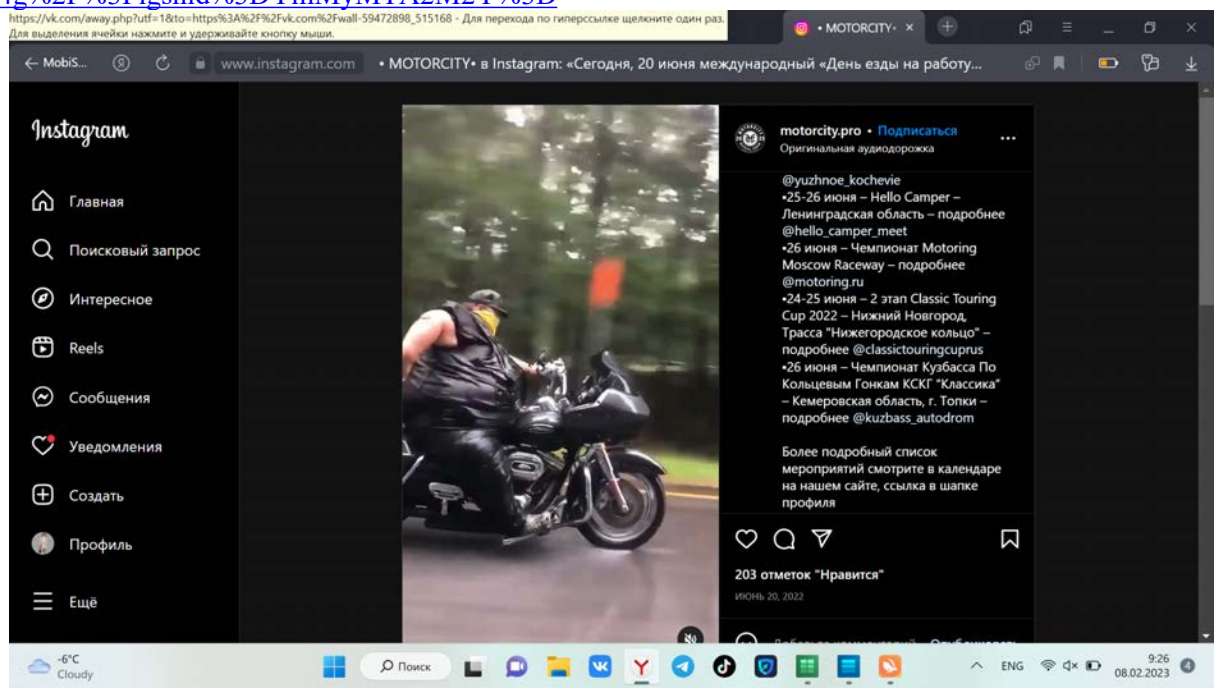 https://vk.com/away.php?utf=1&to=https%3A%2F%2Fvk.com%2Fwall-59472898_515168 - Для перехода по гиперссылке щелкните один раз.
Для выделения ячейки нажмите и удерживайте кнопку мыши.
• MOTORCITY•
MobiS...
www.instagram.com
• MOTORCITY• в Instagram: «Сегодня, 20 июня международный «День езды на работу...
Instagram
Главная
Поисковый запрос
Интересное
Reels
Сообщения
Уведомления
Создать
Профиль
Ещё
motorcity.pro • Подписаться
Оригинальная аудиодорожка
@yuzhnoe_kochevie
•25-26 июня – Hello Camper –
Ленинградская область – подробнее
@hello_camper_meet
•26 июня – Чемпионат Motoring
Moscow Raceway – подробнее
@motoring.ru
•24-25 июня – 2 этап Classic Touring
Cup 2022 – Нижний Новгород,
Трасса "Нижегородское кольцо" –
подробнее @classictouringcuprus
•26 июня – Чемпионат Кузбасса По
Кольцевым Гонкам КСКГ "Классика"
– Кемеровская область, г. Топки –
подробнее @kuzbass_autodrom
Более подробный список
мероприятий смотрите в календаре
на нашем сайте, ссылка в шапке
профиля
203 отметок "Нравится"
ИЮНЬ 20, 2022
-6°C
Cloudy
Поиск
ENG
9:26
08.02.2023
4